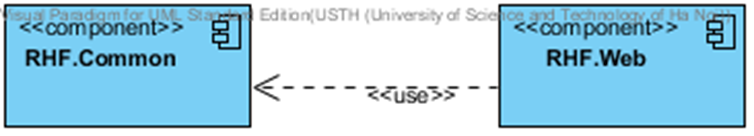 Visual Paradigm for UML Standard Edition(USTH (University of Science and Technology of Ha Noi))
<<component>>
RHF.Common
<<use>>
<<component>>
RHF.Web